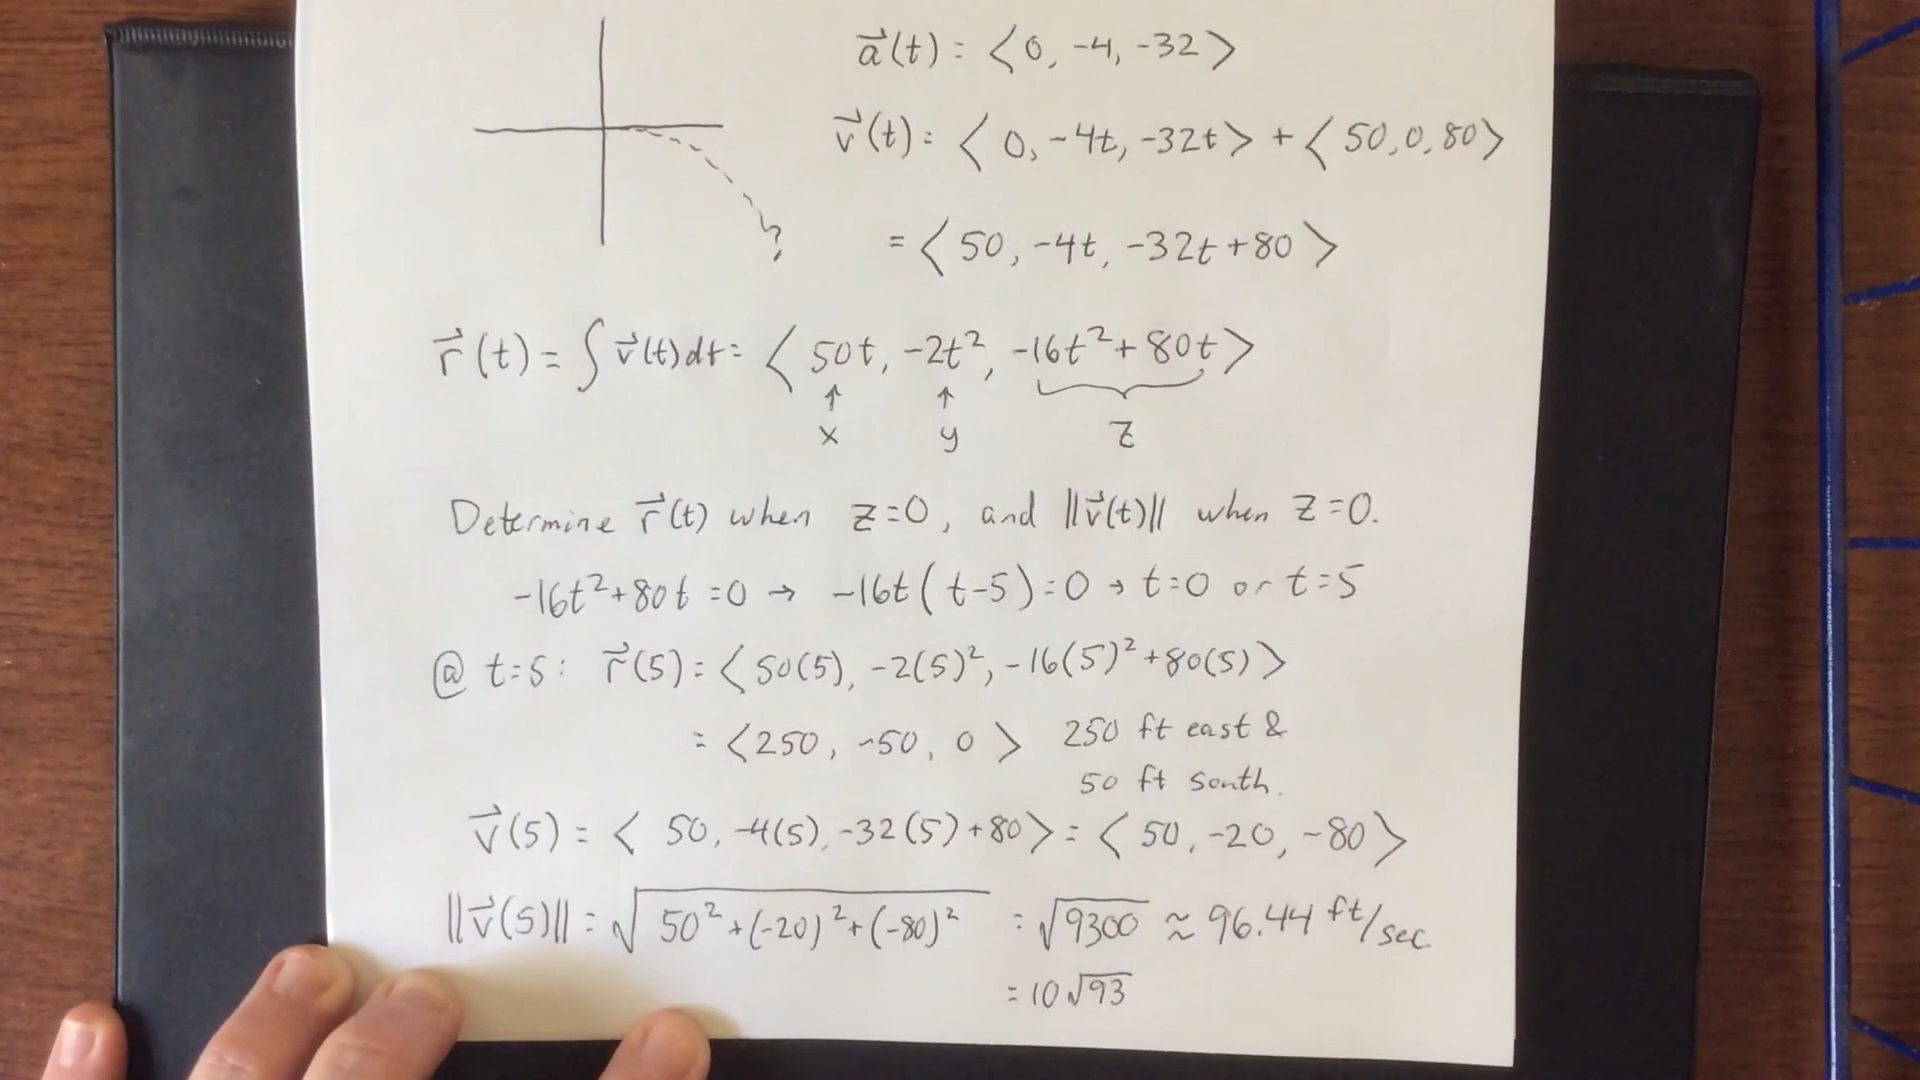 a⃗(t) = ⟨0, -4, -32⟩
v⃗(t) = ⟨0, -4t, -32t⟩ + ⟨50, 0, 80⟩
= ⟨50, -4t, -32t+80⟩
r⃗(t) = ∫v⃗(t)dt = ⟨50t, -2t², -16t²+80t⟩
↑ ↑
x y z
Determine r⃗(t) when z=0, and ||v⃗(t)|| when z=0.
-16t²+80t=0 → -16t(t-5)=0 → t=0 or t=5
@ t=5: r⃗(5) = ⟨50(5), -2(5)², -16(5)²+80(5)⟩
= ⟨250, -50, 0⟩ 250 ft east &
50 ft south.
v⃗(5) = ⟨50, -4(5), -32(5)+80⟩ = ⟨50, -20, -80⟩
||v⃗(5)|| = √(50²+(-20)²+(-80)²) = √9300 ≈ 96.44 ft/sec
= 10√93